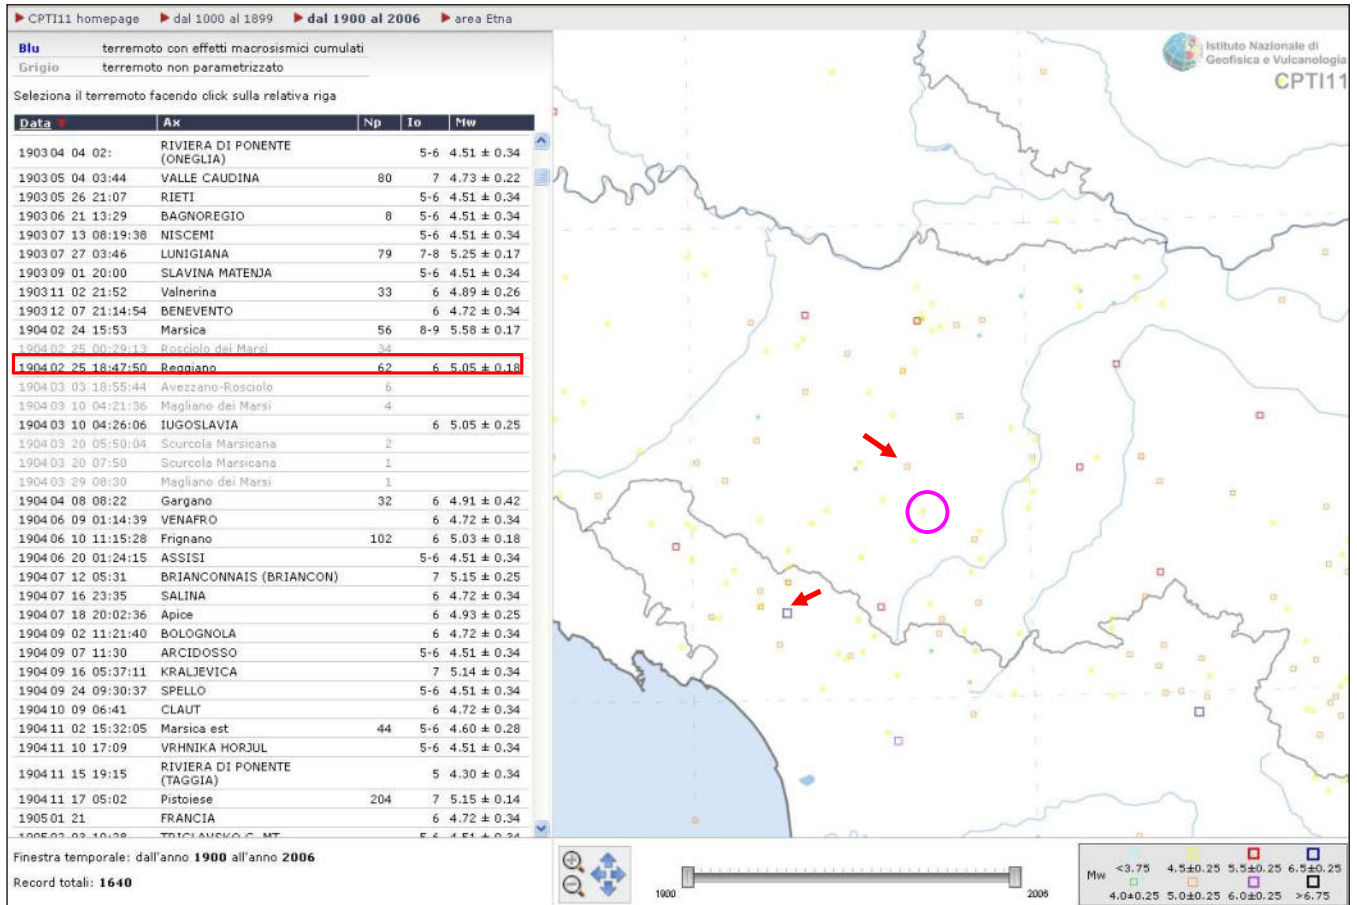 CPTI11 homepage dal 1000 al 1899 dal 1900 al 2006 area Etna
Blu terremoto con effetti macrosismici cumulati
Grigio terremoto non parametrizzato
Seleziona il terremoto facendo click sulla relativa riga
Data Ax Np Io Mw
1903 04 04 02: RIVIERA DI PONENTE (ONEGLIA) 5-6 4.51 ± 0.34
1903 05 04 03:44 VALLE CAUDINA 80 7 4.73 ± 0.22
1903 05 26 21:07 RIETI 5-6 4.51 ± 0.34
1903 06 21 13:29 BAGNOREGIO 8 5-6 4.51 ± 0.34
1903 07 13 08:19:38 NISCEMI 5-6 4.51 ± 0.34
1903 07 27 03:46 LUNIGIANA 79 7-8 5.25 ± 0.17
1903 09 01 20:00 SLAVINA MATENJA 5-6 4.51 ± 0.34
1903 11 02 21:52 Valnerina 33 6 4.89 ± 0.26
1903 12 07 21:14:54 BENEVENTO 6 4.72 ± 0.34
1904 02 24 15:53 Marsica 56 8-9 5.58 ± 0.17
1904 02 25 00:29:13 Rosciolo dei Marsi 34
1904 02 25 18:47:50 Reggiano 62 6 5.05 ± 0.18
1904 03 03 18:55:44 Avezzano-Rosciolo 6
1904 03 10 04:21:36 Magliano dei Marsi 4
1904 03 10 04:26:06 IUGOSLAVIA 6 5.05 ± 0.25
1904 03 20 05:50:04 Scurcola Marsicana 2
1904 03 20 07:50 Scurcola Marsicana 1
1904 03 29 08:30 Magliano dei Marsi 1
1904 04 08 08:22 Gargano 32 6 4.91 ± 0.42
1904 06 09 01:14:39 VENAFRO 6 4.72 ± 0.34
1904 06 10 11:15:28 Frignano 102 6 5.03 ± 0.18
1904 06 20 01:24:15 ASSISI 5-6 4.51 ± 0.34
1904 07 12 05:31 BRIANCONNAIS (BRIANCON) 7 5.15 ± 0.25
1904 07 16 23:35 SALINA 6 4.72 ± 0.34
1904 07 18 20:02:36 Apice 6 4.93 ± 0.25
1904 09 02 11:21:40 BOLOGNOLA 6 4.72 ± 0.34
1904 09 07 11:30 ARCIDOSSO 5-6 4.51 ± 0.34
1904 09 16 05:37:11 KRALJEVICA 7 5.14 ± 0.34
1904 09 24 09:30:37 SPELLO 5-6 4.51 ± 0.34
1904 10 09 06:41 CLAUT 6 4.72 ± 0.34
1904 11 02 15:32:05 Marsica est 44 5-6 4.60 ± 0.28
1904 11 10 17:09 VRHNIKA HORJUL 5-6 4.51 ± 0.34
1904 11 15 19:15 RIVIERA DI PONENTE (TAGGIA) 5 4.30 ± 0.34
1904 11 17 05:02 Pistoiese 204 7 5.15 ± 0.14
1905 01 21 FRANCIA 6 4.72 ± 0.34
Finestra temporale: dall'anno 1900 all'anno 2006
Record totali: 1640
Istituto Nazionale di
Geofisica e Vulcanologia
CPTI11
1900 2006
Mw <3.75 4.5±0.25 5.5±0.25 6.5±0.25
4.0±0.25 5.0±0.25 6.0±0.25 >6.75